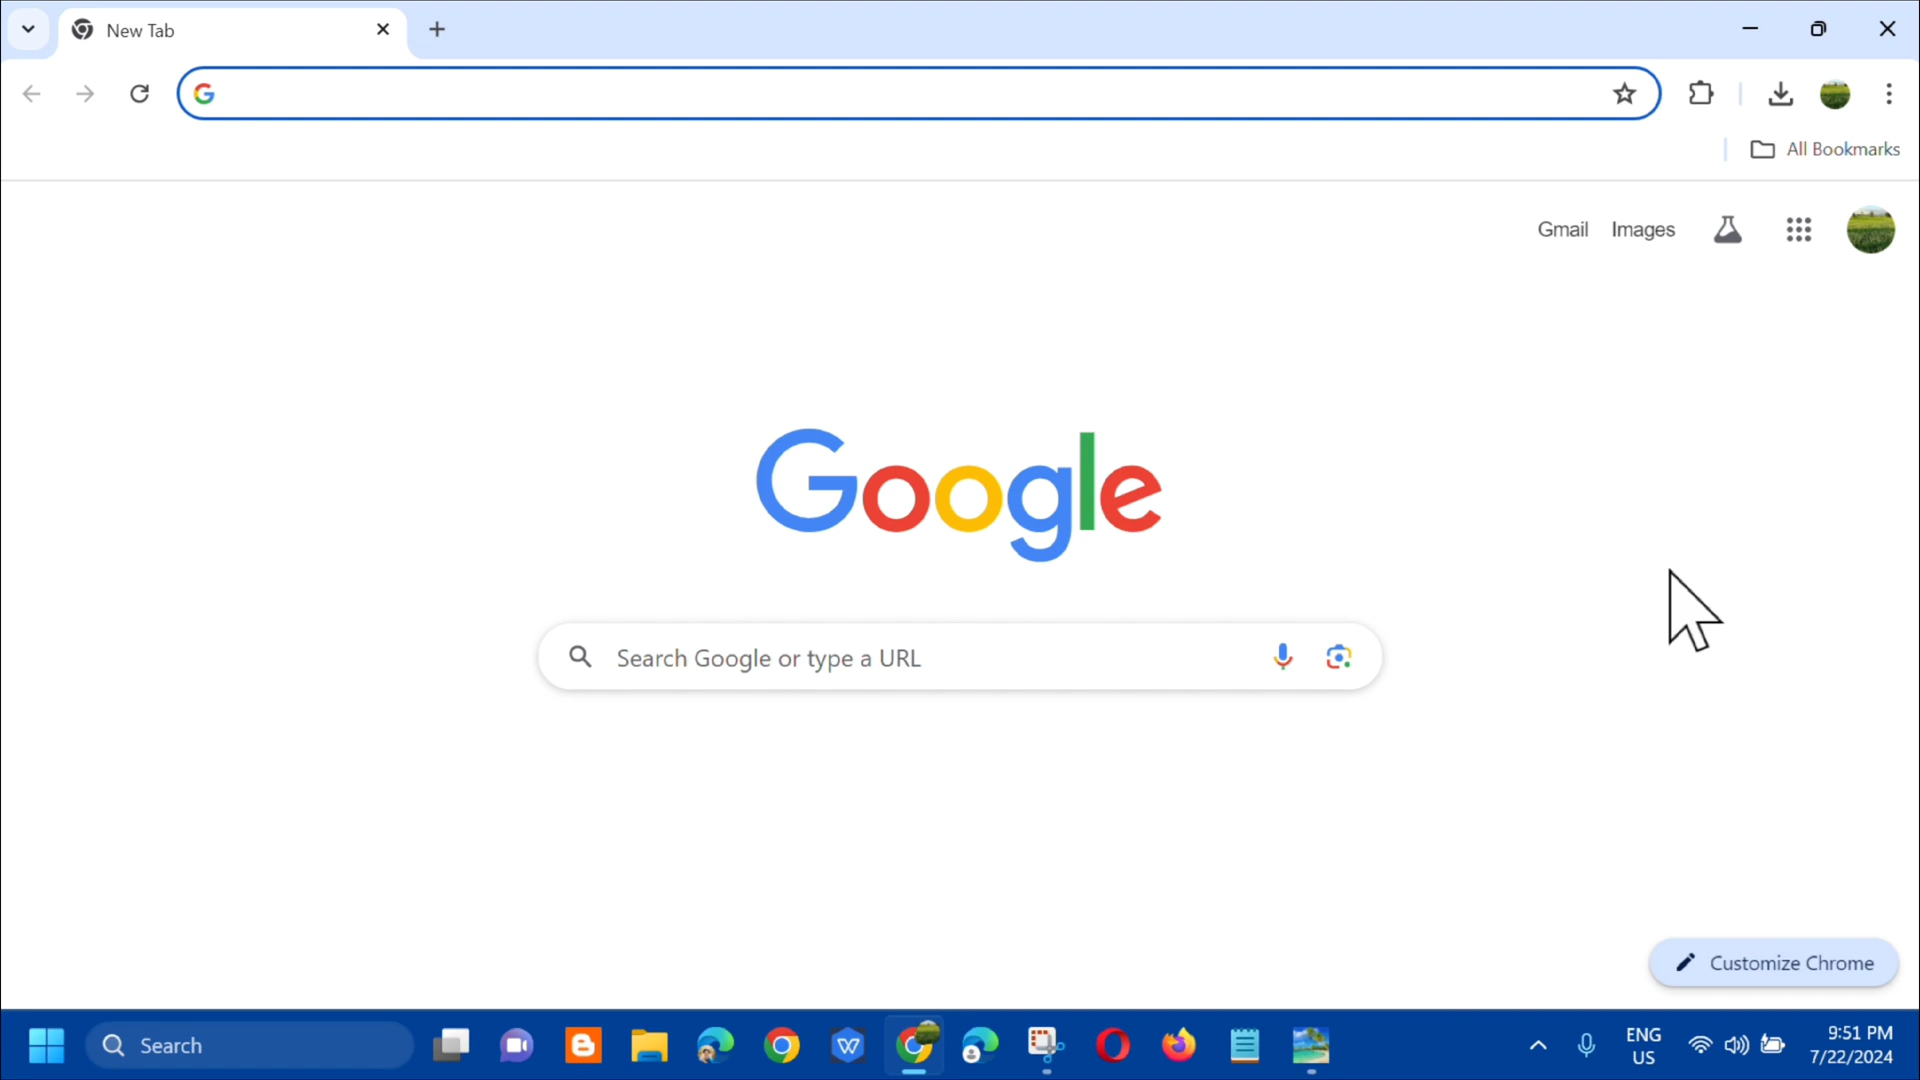 New Tab
All Bookmarks
Gmail Images
Google
Search Google or type a URL
Customize Chrome
Search
ENG
US
9:51 PM
7/22/2024